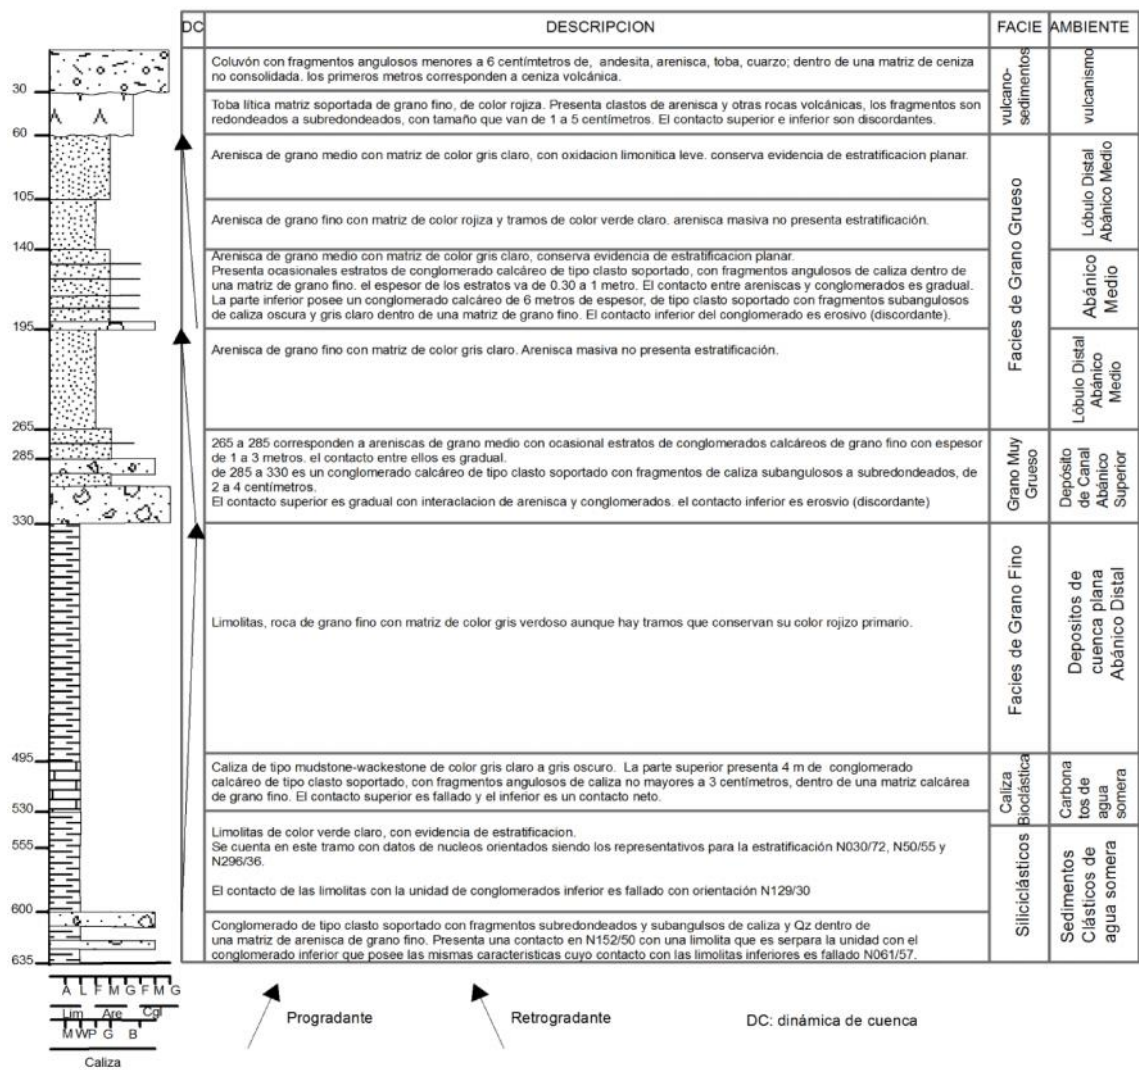 DC
DESCRIPCION
FACIE
AMBIENTE
30
60
105
140
195
265
285
330
495
530
555
600
635
Coluvón con fragmentos angulosos menores a 6 centímtetros de, andesita, arenisca, toba, cuarzo; dentro de una matriz de ceniza
no consolidada. los primeros metros corresponden a ceniza volcánica.
Toba lítica matriz soportada de grano fino, de color rojiza. Presenta clastos de arenisca y otras rocas volcánicas, los fragmentos son
redondeados a subredondeados, con tamaño que van de 1 a 5 centímetros. El contacto superior e inferior son discordantes.
vulcano-
sedimentos
vulcanismo
Arenisca de grano medio con matriz de color gris claro, con oxidacion limonitica leve. conserva evidencia de estratificacion planar.
Arenisca de grano fino con matriz de color rojiza y tramos de color verde claro. arenisca masiva no presenta estratificación.
Lóbulo Distal
Abánico Medio
Arenisca de grano medio con matriz de color gris claro, conserva evidencia de estratificacion planar.
Presenta ocasionales estratos de conglomerado calcáreo de tipo clasto soportado, con fragmentos angulosos de caliza dentro de
una matriz de grano fino. el espesor de los estratos va de 0.30 a 1 metro. El contacto entre areniscas y conglomerados es gradual.
La parte inferior posee un conglomerado calcáreo de 6 metros de espesor, de tipo clasto soportado con fragmentos subangulosos
de caliza oscura y gris claro dentro de una matriz de grano fino. El contacto inferior del conglomerado es erosivo (discordante).
Abánico
Medio
Arenisca de grano fino con matriz de color gris claro. Arenisca masiva no presenta estratificación.
Facies de Grano Grueso
Lóbulo Distal
Abánico
Medio
265 a 285 corresponden a areniscas de grano medio con ocasional estratos de conglomerados calcáreos de grano fino con espesor
de 1 a 3 metros. el contacto entre ellos es gradual.
de 285 a 330 es un conglomerado calcáreo de tipo clasto soportado con fragmentos de caliza subangulosos a subredondeados, de
2 a 4 centímetros.
El contacto superior es gradual con interaclacion de arenisca y conglomerados. el contacto inferior es erosvio (discordante)
Grano Muy
Grueso
Depósito
de Canal
Abánico
Superior
Limolitas, roca de grano fino con matriz de color gris verdoso aunque hay tramos que conservan su color rojizo primario.
Facies de Grano Fino
Depositos de
cuenca plana
Abánico Distal
Caliza de tipo mudstone-wackestone de color gris claro a gris oscuro. La parte superior presenta 4 m de conglomerado
calcáreo de tipo clasto soportado, con fragmentos angulosos de caliza no mayores a 3 centímetros, dentro de una matriz calcárea
de grano fino. El contacto superior es fallado y el inferior es un contacto neto.
Caliza
Bioclástica
Carbona
tos de
agua
somera
Limolitas de color verde claro, con evidencia de estratificacion.
Se cuenta en este tramo con datos de nucleos orientados siendo los representativos para la estratificación N030/72, N50/55 y
N296/36.
El contacto de las limolitas con la unidad de conglomerados inferior es fallado con orientación N129/30
Conglomerado de tipo clasto soportado con fragmentos subredondeados y subangulsos de caliza y Qz dentro de
una matriz de arenisca de grano fino. Presenta una contacto en N152/50 con una limolita que es serpara la unidad con el
conglomerado inferior que posee las mismas caracteristicas cuyo contacto con las limolitas inferiores es fallado N061/57.
Siliciclásticos
Sedimentos
Clásticos de
agua somera
A L F M G F M G
Lim Are Cgl
M W P G B
Caliza
Progradante
Retrogradante
DC: dinámica de cuenca